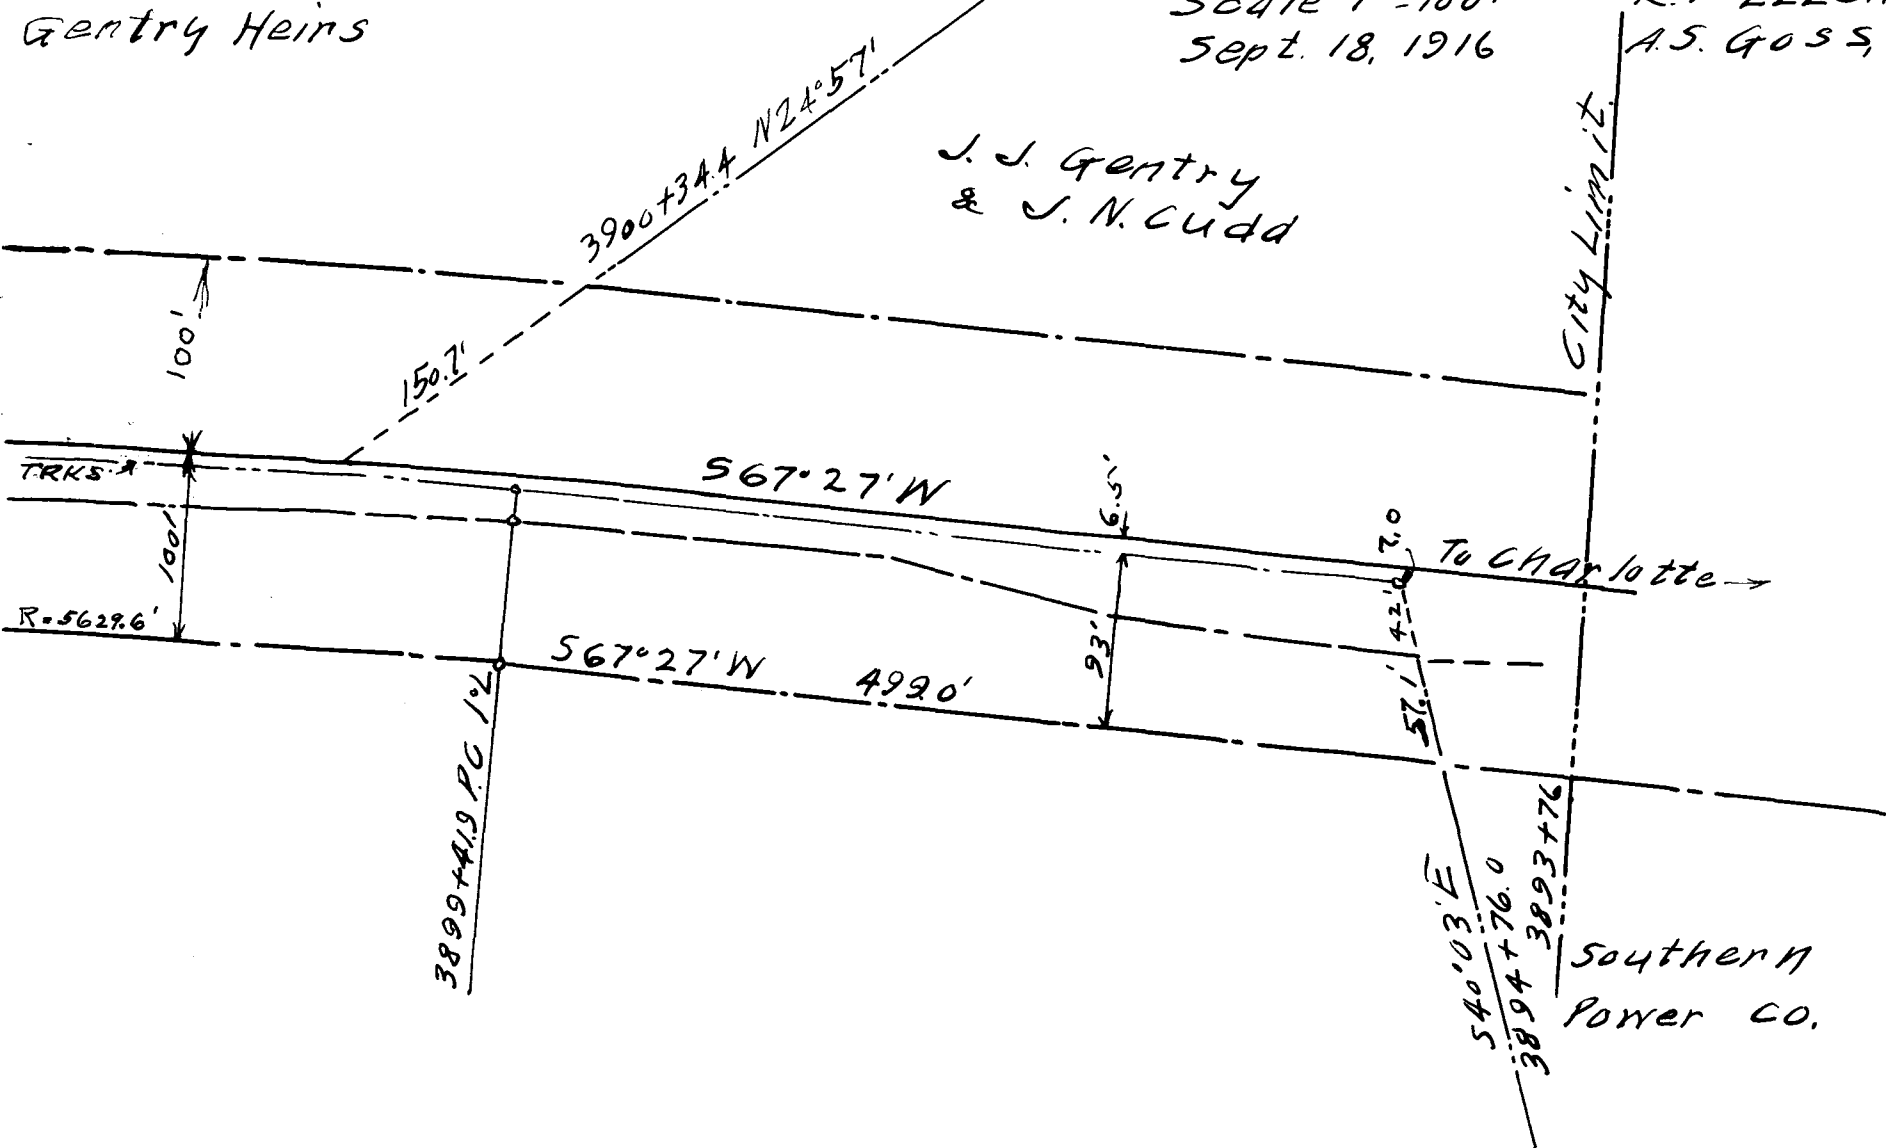 Gentry Heirs
Sept. 18, 1916
A.S. Goss,
J. J. Gentry
& J. N. Cudd
City Limit.
3900+34.4 N24°57'
150.7'
100'
TRKS
S67°27'W
6.5'
7.0
To Charlotte
100'
42'
R=5629.6'
S67°27'W
93'
57.1'
3899+41.9 P.C 1°L
3893+76
S40°03'E
3894+76.0
Southern
Power Co.